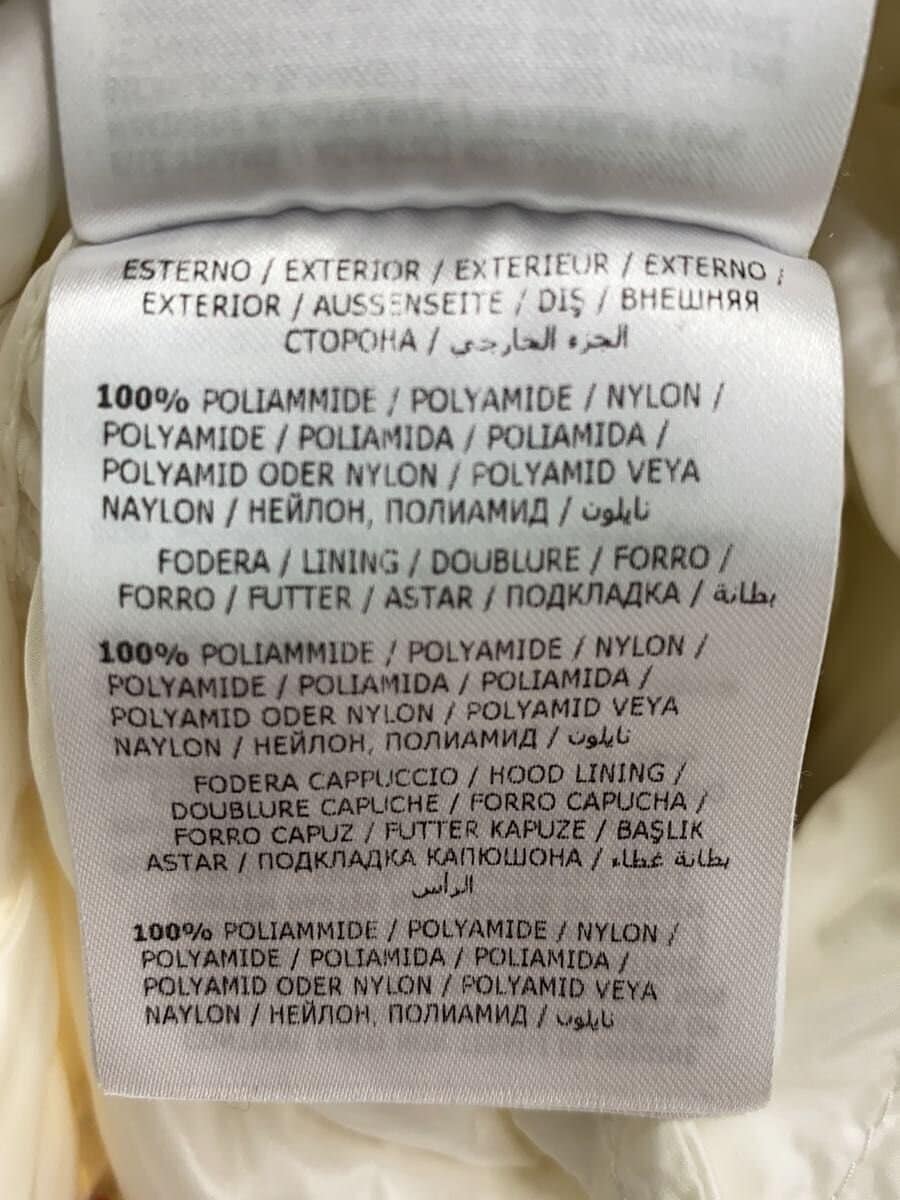 ESTERNO / EXTERIOR / EXTERIEUR / EXTERNO /
EXTERIOR / AUSSENSEITE / DIŞ / ВНЕШНЯЯ
СТОРОНА / الجزء الخارجي
100% POLIAMMIDE / POLYAMIDE / NYLON /
POLYAMIDE / POLIAMIDA / POLIAMIDA /
POLYAMID ODER NYLON / POLYAMID VEYA
NAYLON / НЕЙЛОН, ПОЛИАМИД / نايلون
FODERA / LINING / DOUBLURE / FORRO /
FORRO / FUTTER / ASTAR / ПОДКЛАДКА / بطانة
100% POLIAMMIDE / POLYAMIDE / NYLON /
POLYAMIDE / POLIAMIDA / POLIAMIDA /
POLYAMID ODER NYLON / POLYAMID VEYA
NAYLON / НЕЙЛОН, ПОЛИАМИД / نايلون
FODERA CAPPUCCIO / HOOD LINING /
DOUBLURE CAPUCHE / FORRO CAPUCHA /
FORRO CAPUZ / FUTTER KAPUZE / BAŞLIK
ASTAR / ПОДКЛАДКА КАПЮШОНА / بطانة غطاء
الرأس
100% POLIAMMIDE / POLYAMIDE / NYLON /
POLYAMIDE / POLIAMIDA / POLIAMIDA /
POLYAMID ODER NYLON / POLYAMID VEYA
NAYLON / НЕЙЛОН, ПОЛИАМИД / نايلون